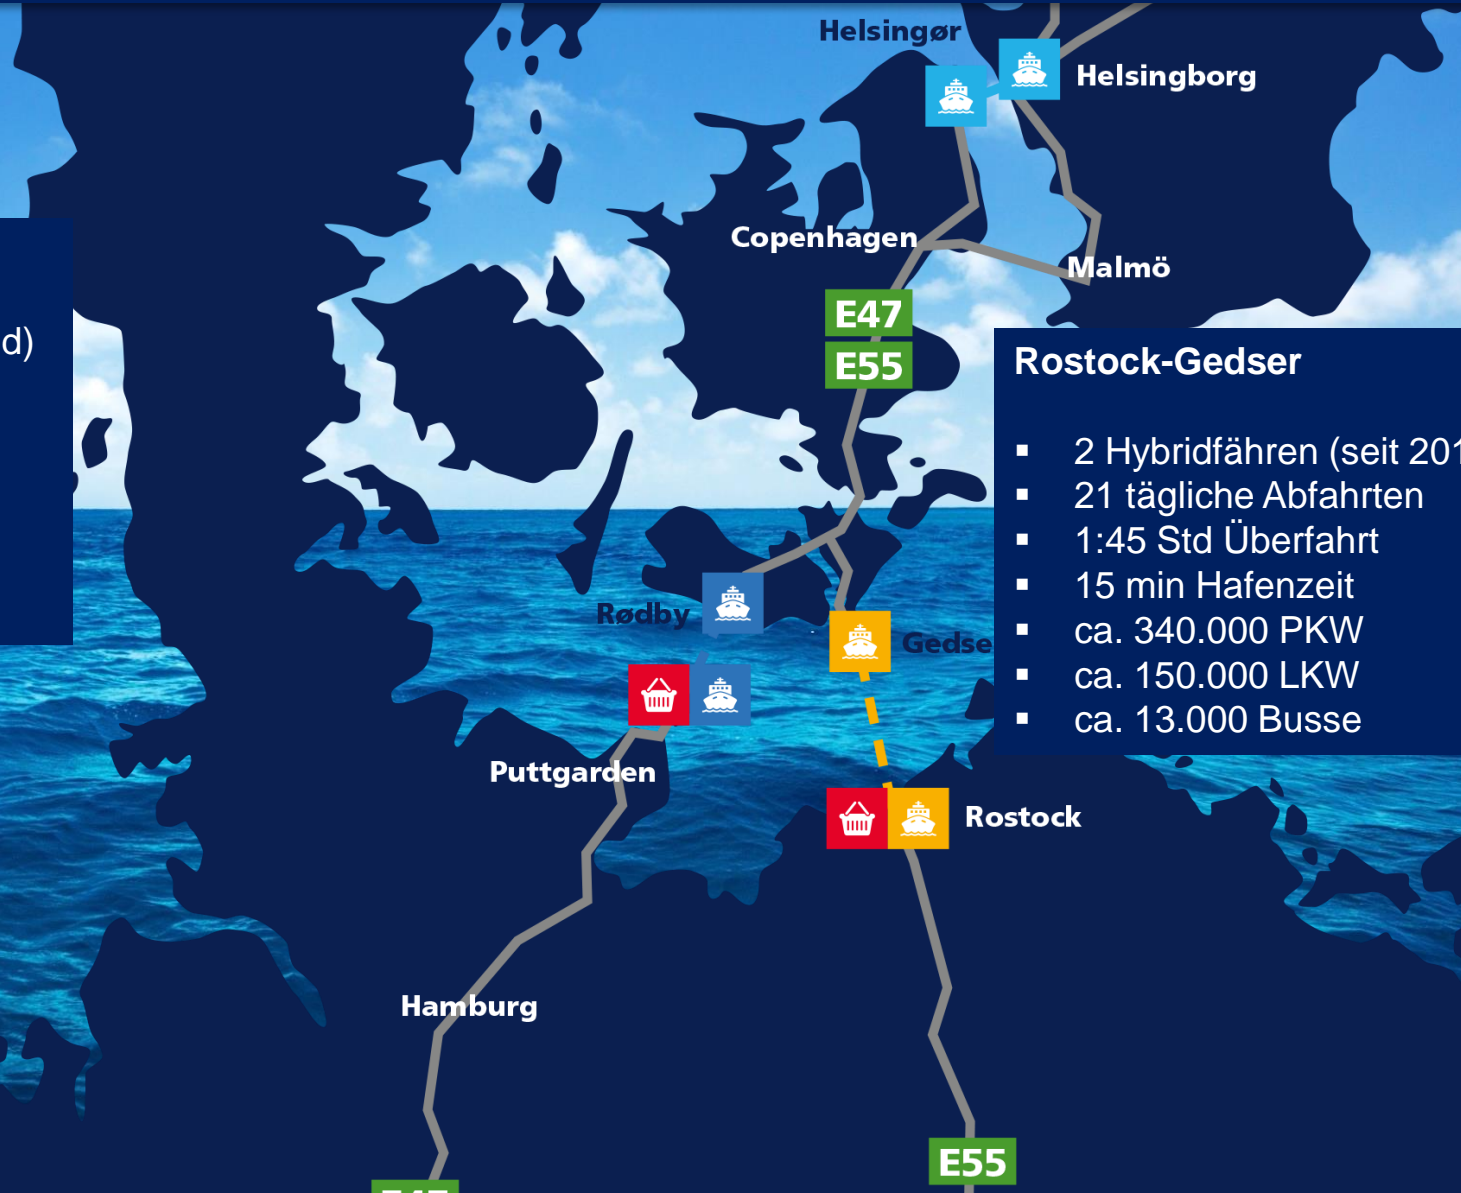 Helsingør
Helsingborg
Copenhagen
Malmö
E47
E55
d)
Rostock-Gedser
▪ 2 Hybridfähren (seit 201
▪ 21 tägliche Abfahrten
▪ 1:45 Std Überfahrt
▪ 15 min Hafenzeit
▪ ca. 340.000 PKW
▪ ca. 150.000 LKW
▪ ca. 13.000 Busse
Rødby
Gedse
Puttgarden
Rostock
Hamburg
E55